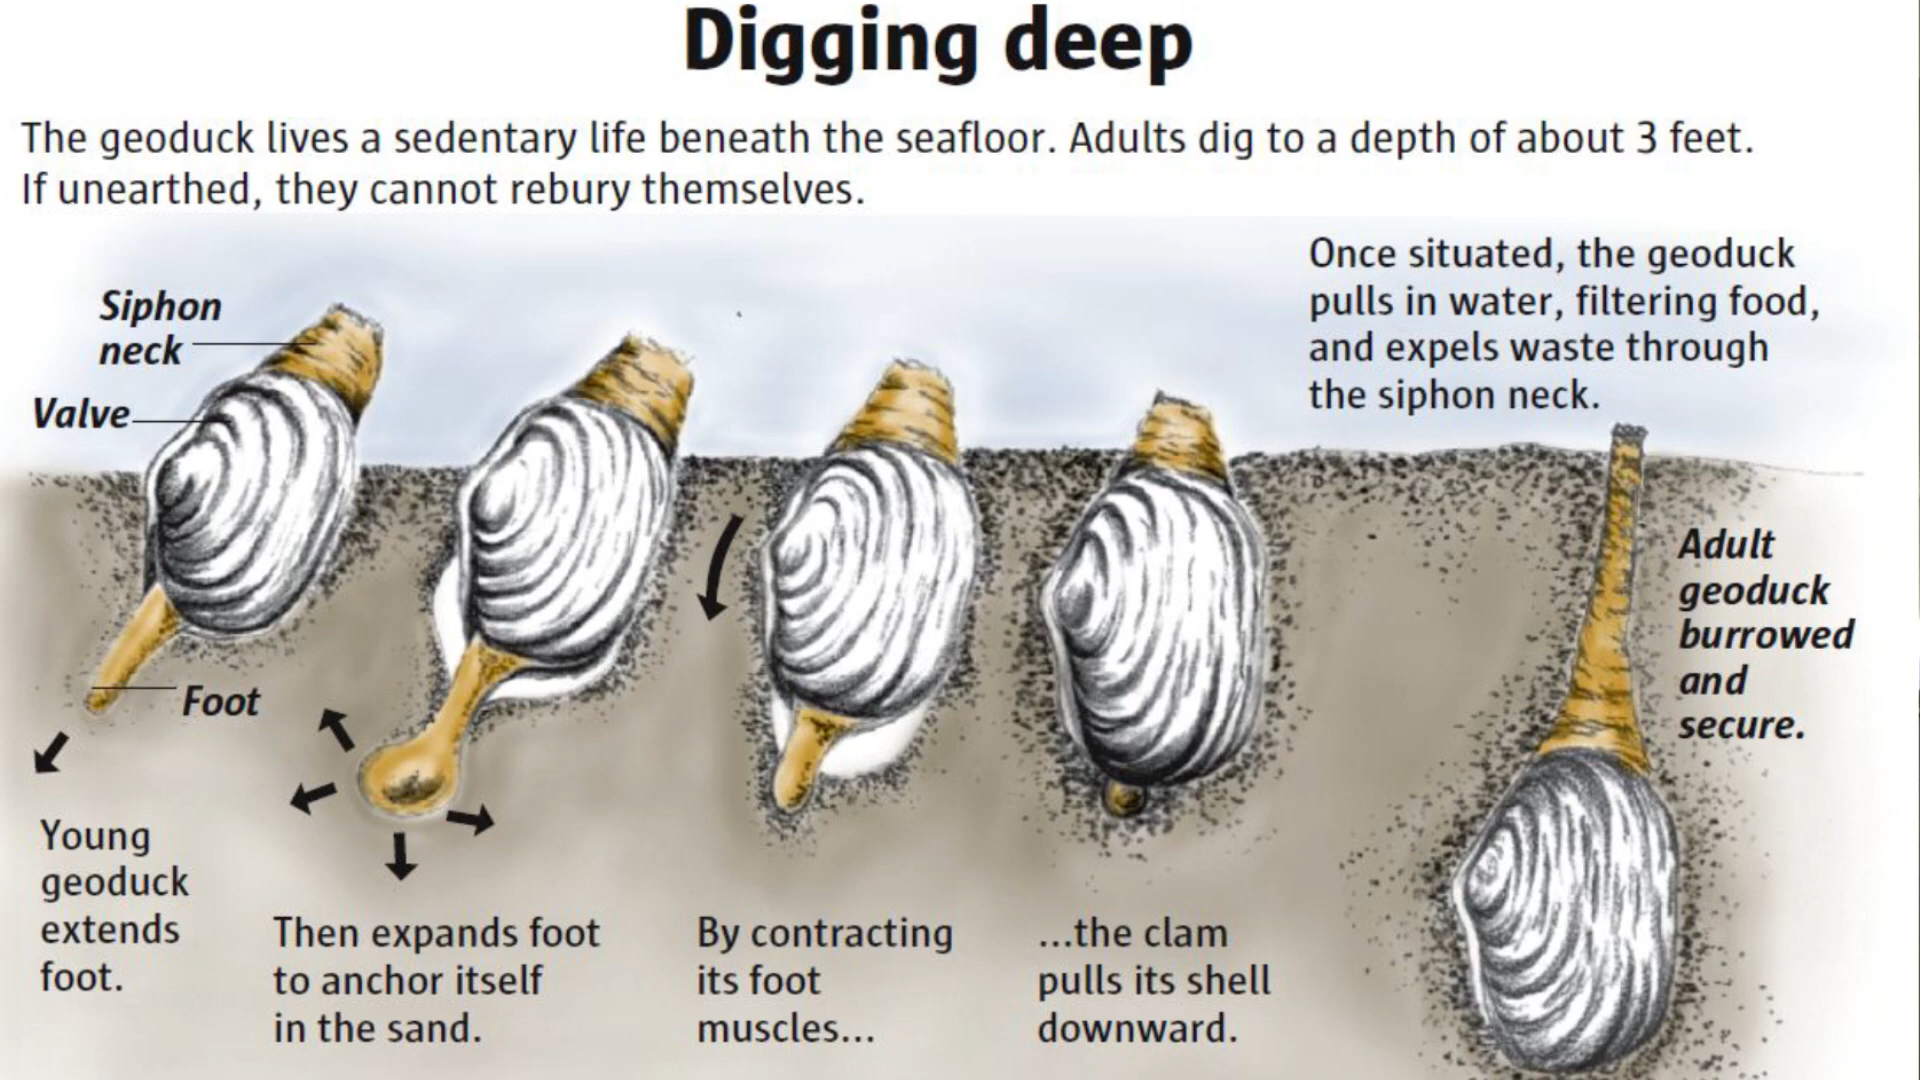 Digging deep
The geoduck lives a sedentary life beneath the seafloor. Adults dig to a depth of about 3 feet.
If unearthed, they cannot rebury themselves.
Once situated, the geoduck
pulls in water, filtering food,
and expels waste through
the siphon neck.
Siphon
neck
Valve
Foot
Adult
geoduck
burrowed
and
secure.
Young
geoduck
extends
foot.
Then expands foot
to anchor itself
in the sand.
By contracting
its foot
muscles...
...the clam
pulls its shell
downward.